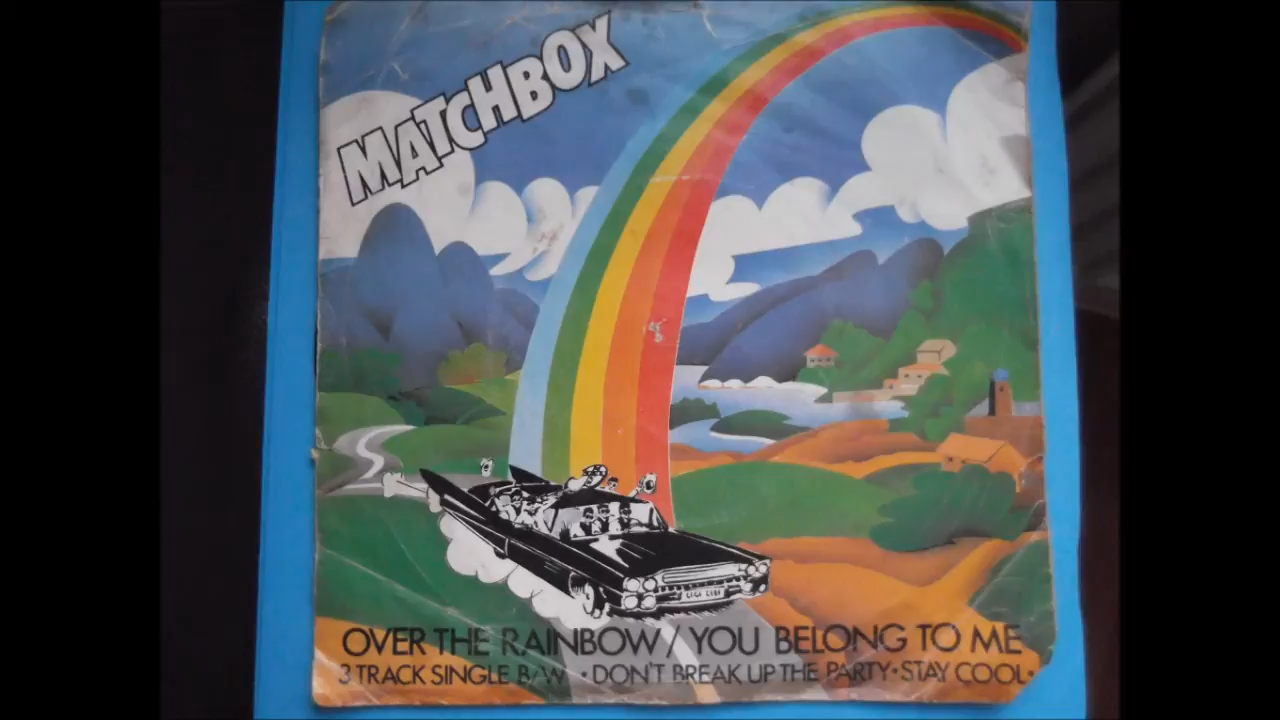 MATCHBOX
OVER THE RAINBOW / YOU BELONG TO ME
3 TRACK SINGLE B/W • DON'T BREAK UP THE PARTY • STAY COOL •